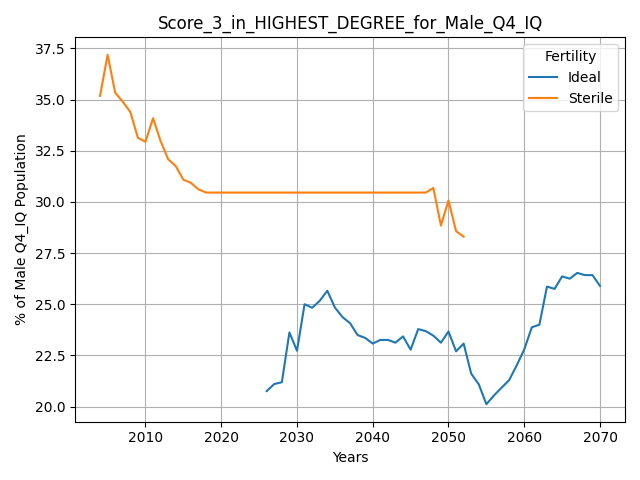 Score_3_in_HIGHEST_DEGREE_for_Male_Q4_IQ
% of Male Q4_IQ Population
37.5
35.0
32.5
30.0
27.5
25.0
22.5
20.0
Fertility
Ideal
Sterile
2010 2020 2030 2040 2050 2060 2070
Years